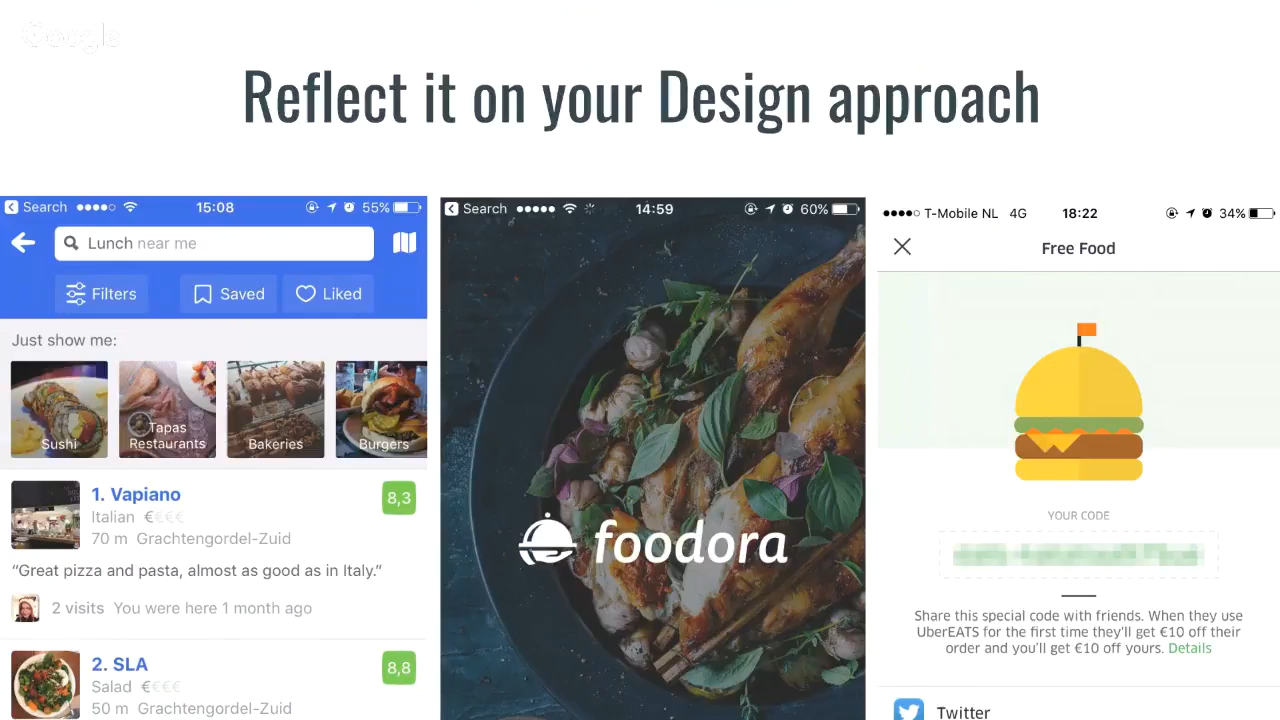 Google
Reflect it on your Design approach
Search 15:08 55%
Lunch near me
Filters Saved Liked
Just show me:
Sushi
Tapas
Restaurants
Bakeries
Burgers
1. Vapiano
8,3
Italian €€€€
70 m Grachtengordel-Zuid
“Great pizza and pasta, almost as good as in Italy.”
2 visits You were here 1 month ago
2. SLA
8,8
Salad €€€€
50 m Grachtengordel-Zuid
Search 14:59 60%
foodora
T-Mobile NL 4G 18:22 34%
Free Food
YOUR CODE
Share this special code with friends. When they use
UberEATS for the first time they'll get €10 off their
order and you'll get €10 off yours. Details
Twitter